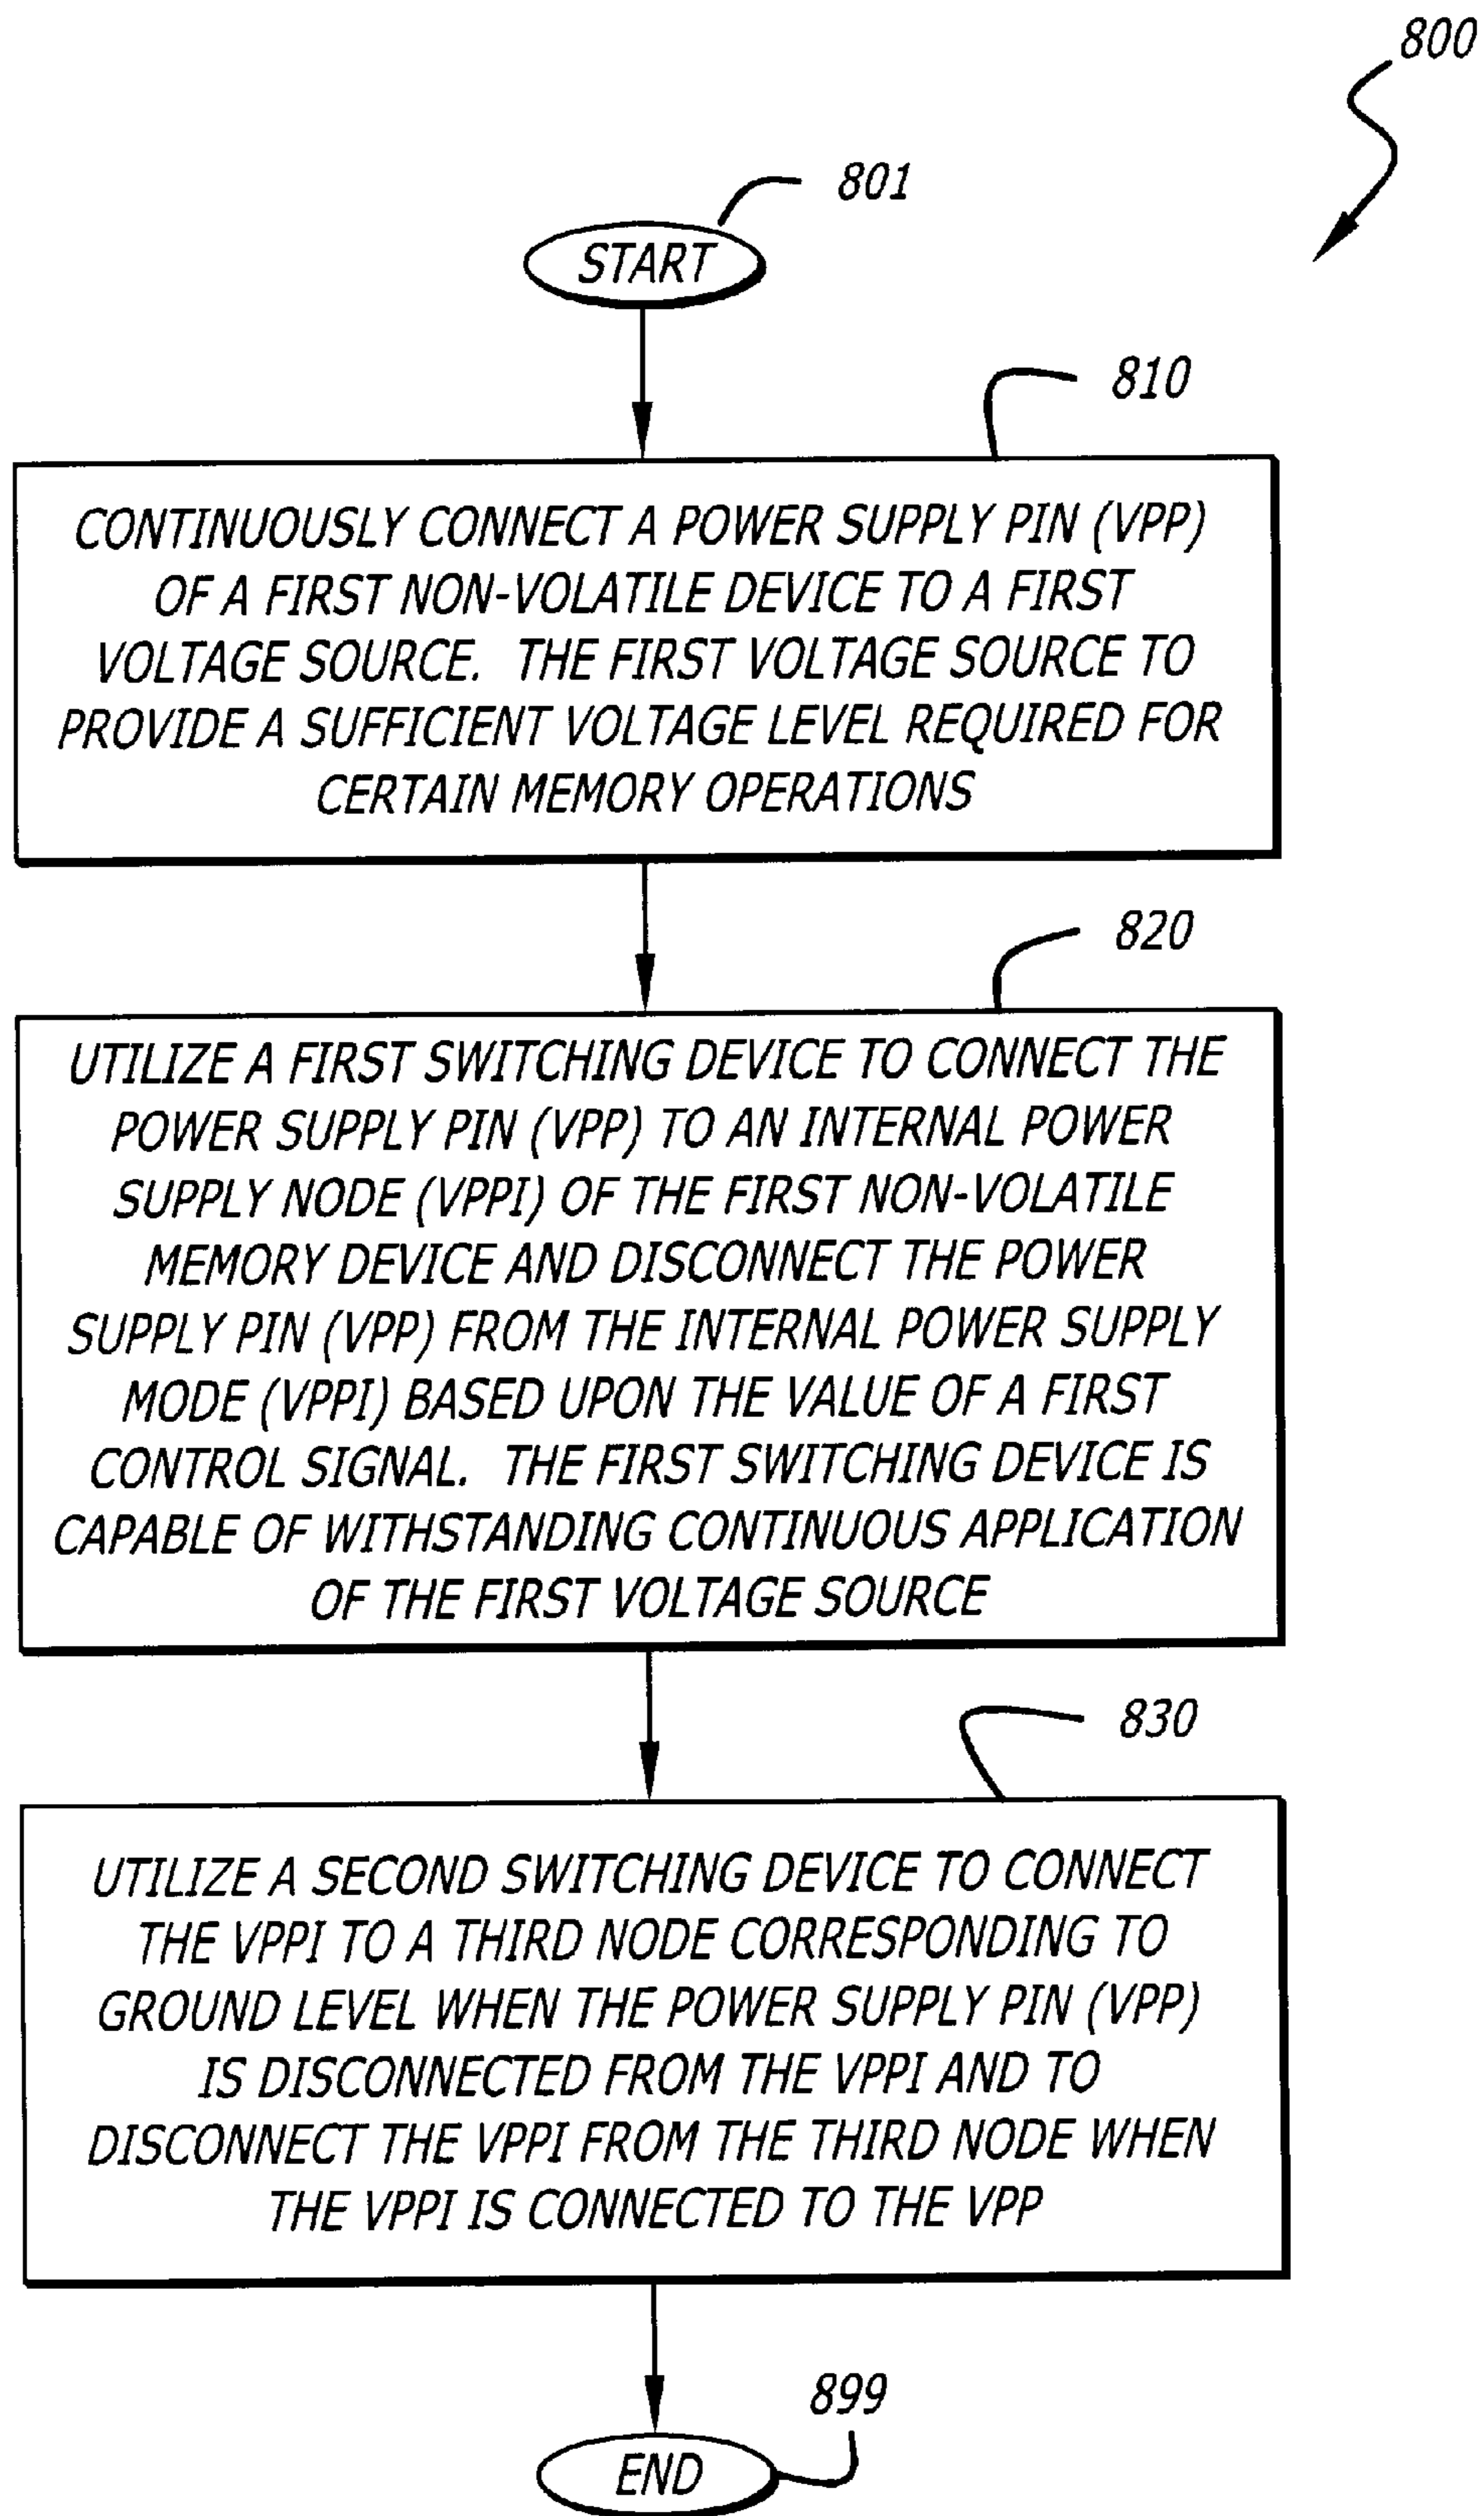 800
801
START
810
CONTINUOUSLY CONNECT A POWER SUPPLY PIN (VPP)
OF A FIRST NON-VOLATILE DEVICE TO A FIRST
VOLTAGE SOURCE. THE FIRST VOLTAGE SOURCE TO
PROVIDE A SUFFICIENT VOLTAGE LEVEL REQUIRED FOR
CERTAIN MEMORY OPERATIONS
820
UTILIZE A FIRST SWITCHING DEVICE TO CONNECT THE
POWER SUPPLY PIN (VPP) TO AN INTERNAL POWER
SUPPLY NODE (VPPI) OF THE FIRST NON-VOLATILE
MEMORY DEVICE AND DISCONNECT THE POWER
SUPPLY PIN (VPP) FROM THE INTERNAL POWER SUPPLY
MODE (VPPI) BASED UPON THE VALUE OF A FIRST
CONTROL SIGNAL. THE FIRST SWITCHING DEVICE IS
CAPABLE OF WITHSTANDING CONTINUOUS APPLICATION
OF THE FIRST VOLTAGE SOURCE
830
UTILIZE A SECOND SWITCHING DEVICE TO CONNECT
THE VPPI TO A THIRD NODE CORRESPONDING TO
GROUND LEVEL WHEN THE POWER SUPPLY PIN (VPP)
IS DISCONNECTED FROM THE VPPI AND TO
DISCONNECT THE VPPI FROM THE THIRD NODE WHEN
THE VPPI IS CONNECTED TO THE VPP
899
END